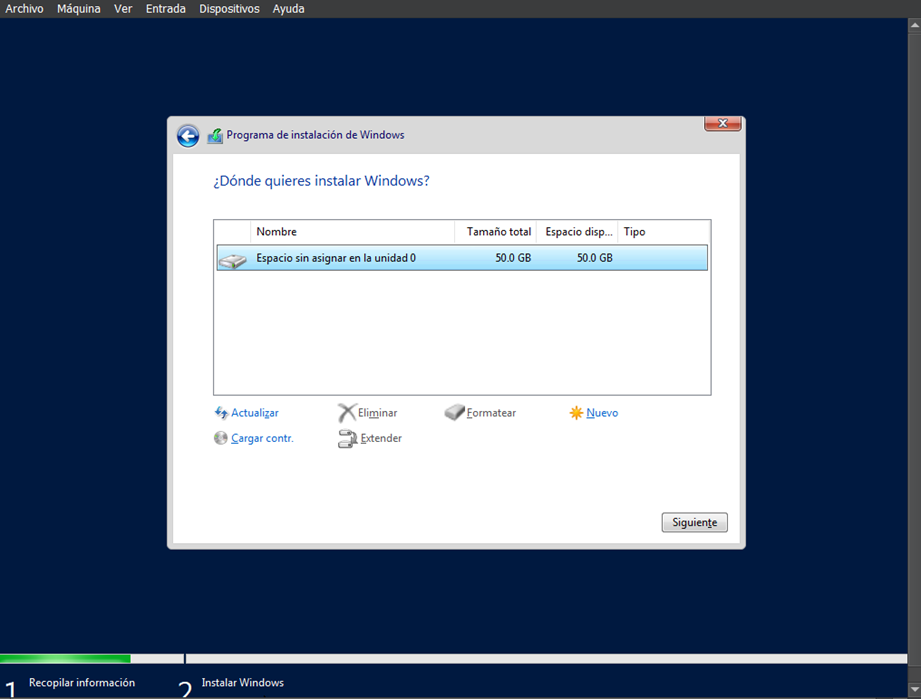 Archivo Máquina Ver Entrada Dispositivos Ayuda
Programa de instalación de Windows
¿Dónde quieres instalar Windows?
Nombre Tamaño total Espacio disp... Tipo
Espacio sin asignar en la unidad 0 50.0 GB 50.0 GB
Actualizar Eliminar Formatear Nuevo
Cargar contr. Extender
Siguiente
1 Recopilar información 2 Instalar Windows